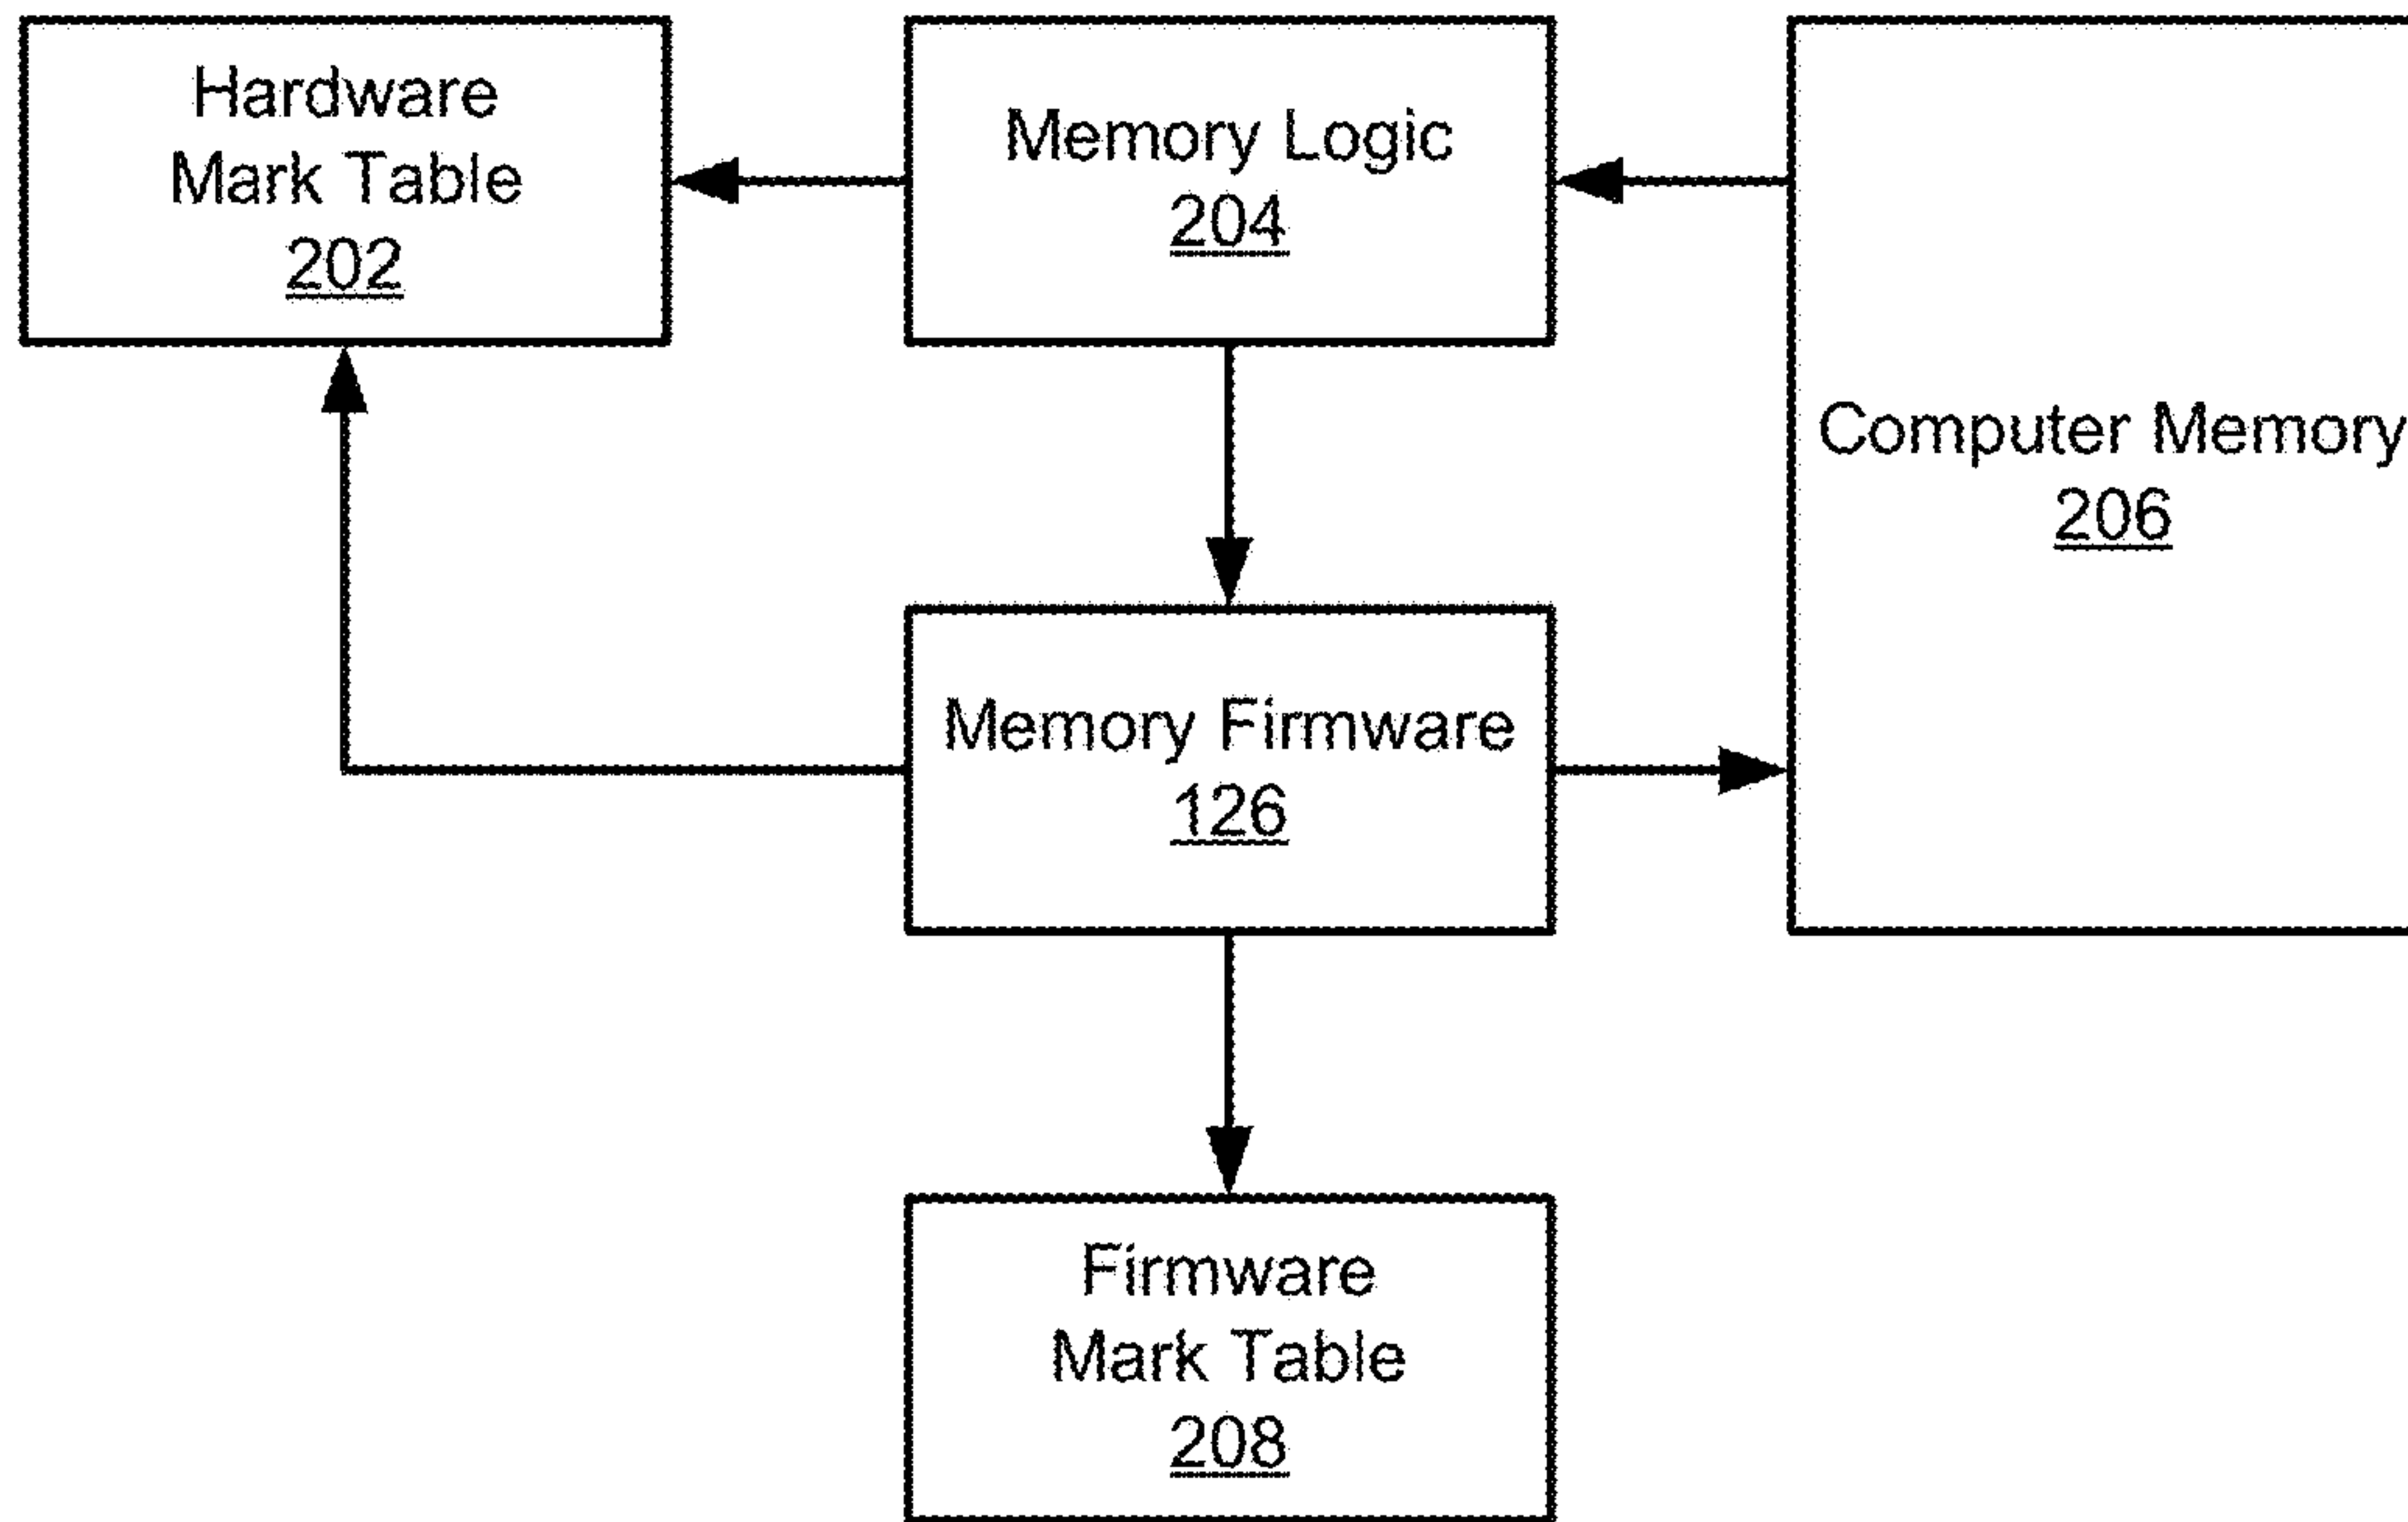 Hardware
Mark Table
202
Memory Logic
204
Computer Memory
206
Memory Firmware
126
Firmware
Mark Table
208